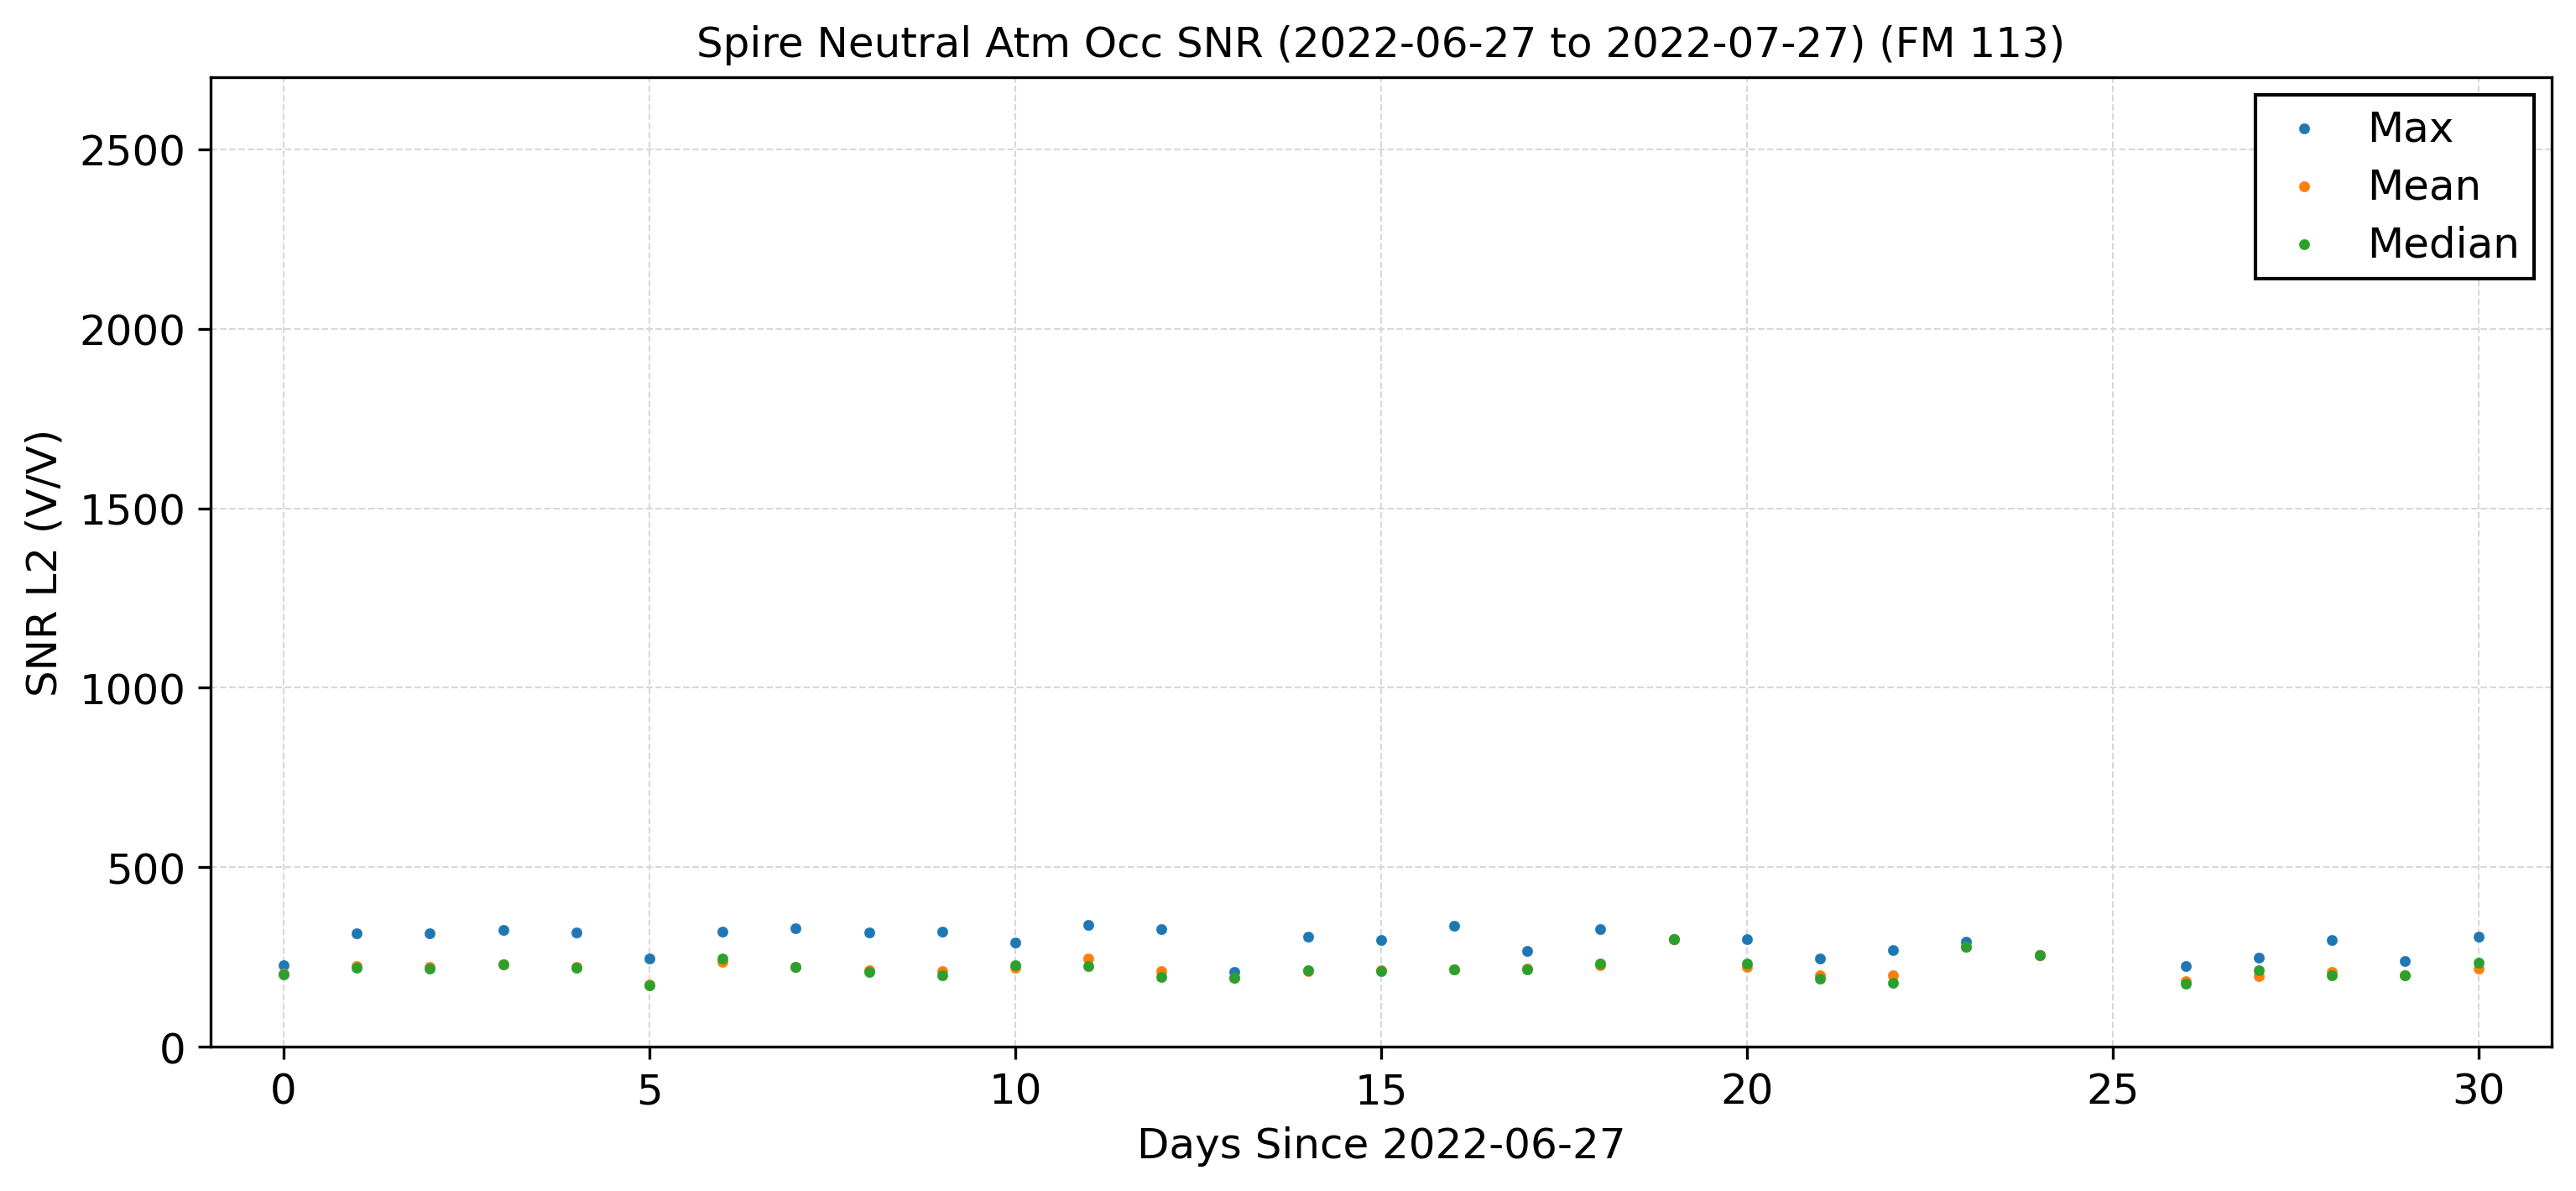 Spire Neutral Atm Occ SNR (2022-06-27 to 2022-07-27) (FM 113)
Max
Mean
Median
SNR L2 (V/V)
2500
2000
1500
1000
500
0
0 5 10 15 20 25 30
Days Since 2022-06-27